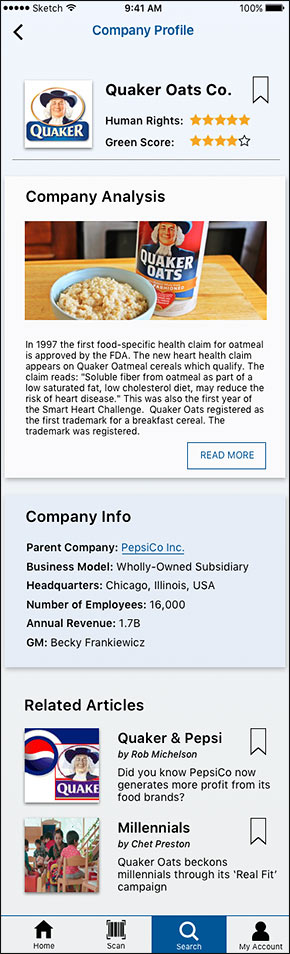 Sketch 9:41 AM 100%
Company Profile
Quaker Oats Co.
QUAKER
Human Rights:
Green Score:
Company Analysis
QUAKER
OATS
In 1997 the first food-specific health claim for oatmeal
is approved by the FDA. The new heart health claim
appears on Quaker Oatmeal cereals which qualify. The
claim reads: "Soluble fiber from oatmeal as part of a
low saturated fat, low cholesterol diet, may reduce the
risk of heart disease." This was also the first year of
the Smart Heart Challenge. Quaker Oats registered as
the first trademark for a breakfast cereal. The
trademark was registered.
READ MORE
Company Info
Parent Company: PepsiCo Inc.
Business Model: Wholly-Owned Subsidiary
Headquarters: Chicago, Illinois, USA
Number of Employees: 16,000
Annual Revenue: 1.7B
GM: Becky Frankiewicz
Related Articles
QUAKE
Quaker & Pepsi
by Rob Michelson
Did you know PepsiCo now
generates more profit from its
food brands?
Millennials
by Chet Preston
Quaker Oats beckons
millennials through its 'Real Fit'
campaign
Home Scan Search My Account